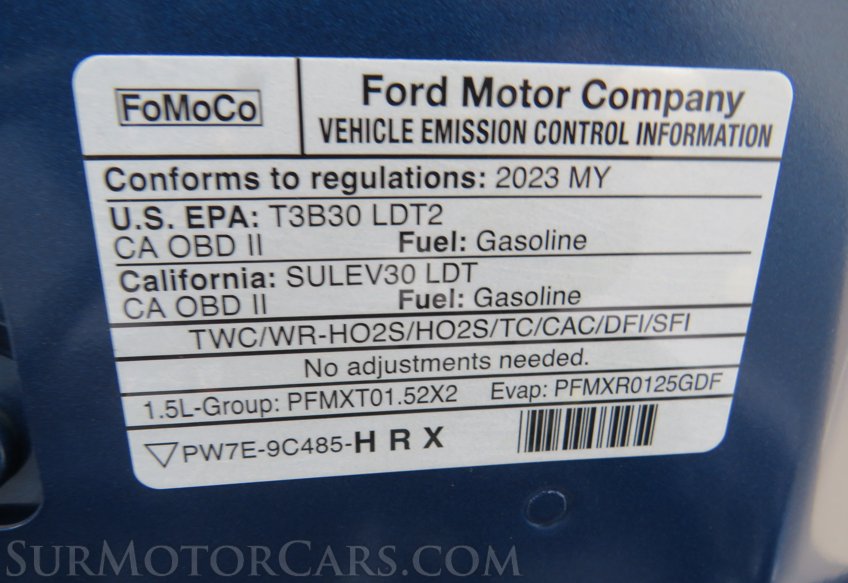 FoMoCo
Ford Motor Company
VEHICLE EMISSION CONTROL INFORMATION
Conforms to regulations: 2023 MY
U.S. EPA: T3B30 LDT2
CA OBD II Fuel: Gasoline
California: SULEV30 LDT
CA OBD II Fuel: Gasoline
TWC/WR-HO2S/HO2S/TC/CAC/DFI/SFI
No adjustments needed.
1.5L-Group: PFMXT01.52X2 Evap: PFMXR0125GDF
PW7E-9C485-H R X
SurMotorCars.com